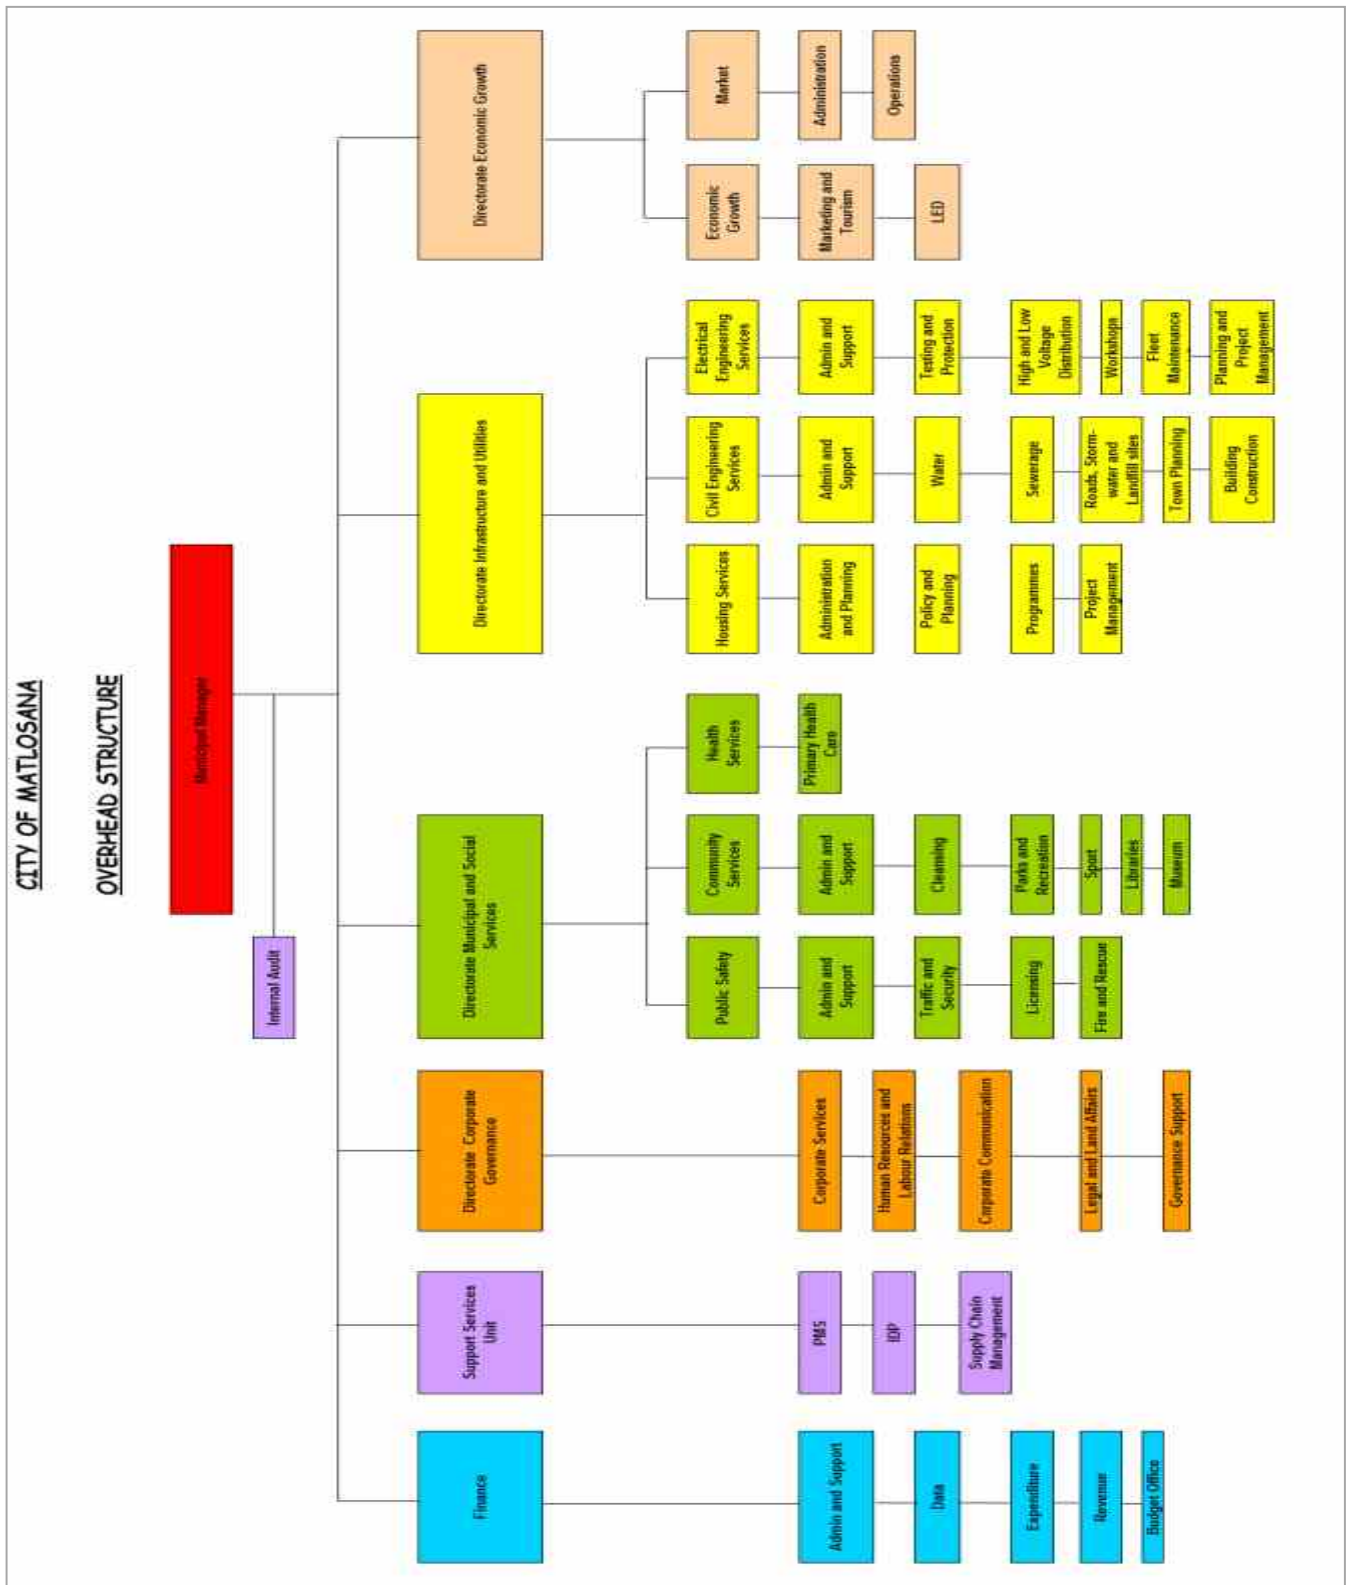 CITY OF MATLOSANA
OVERHEAD STRUCTURE
Municipal Manager
Internal Audit
Finance
Support Services
Unit
Directorate Corporate
Governance
Directorate Municipal and Social
Services
Directorate Infrastructure and Utilities
Directorate Economic Growth
Admin and Support
Data
Expenditure
Revenue
Budget Office
PMS
IDP
Supply Chain
Management
Corporate Services
Human Resources and
Labour Relations
Corporate Communication
Legal and Land Affairs
Governance Support
Public Safety
Admin and
Support
Traffic and
Security
Licensing
Fire and Rescue
Community
Services
Admin and
Support
Cleansing
Parks and
Recreation
Sport
Libraries
Museum
Health
Services
Primary Health
Care
Housing Services
Administration
and Planning
Policy and
Planning
Programmes
Project
Management
Civil Engineering
Services
Admin and
Support
Water
Sewerage
Roads, Storm-
water and
Landfill sites
Town Planning
Building
Construction
Electrical
Engineering
Services
Admin and
Support
Testing and
Protection
High and Low
Voltage
Distribution
Workshops
Fleet
Maintenance
Planning and
Project
Management
Economic
Growth
Marketing and
Tourism
LED
Market
Administration
Operations